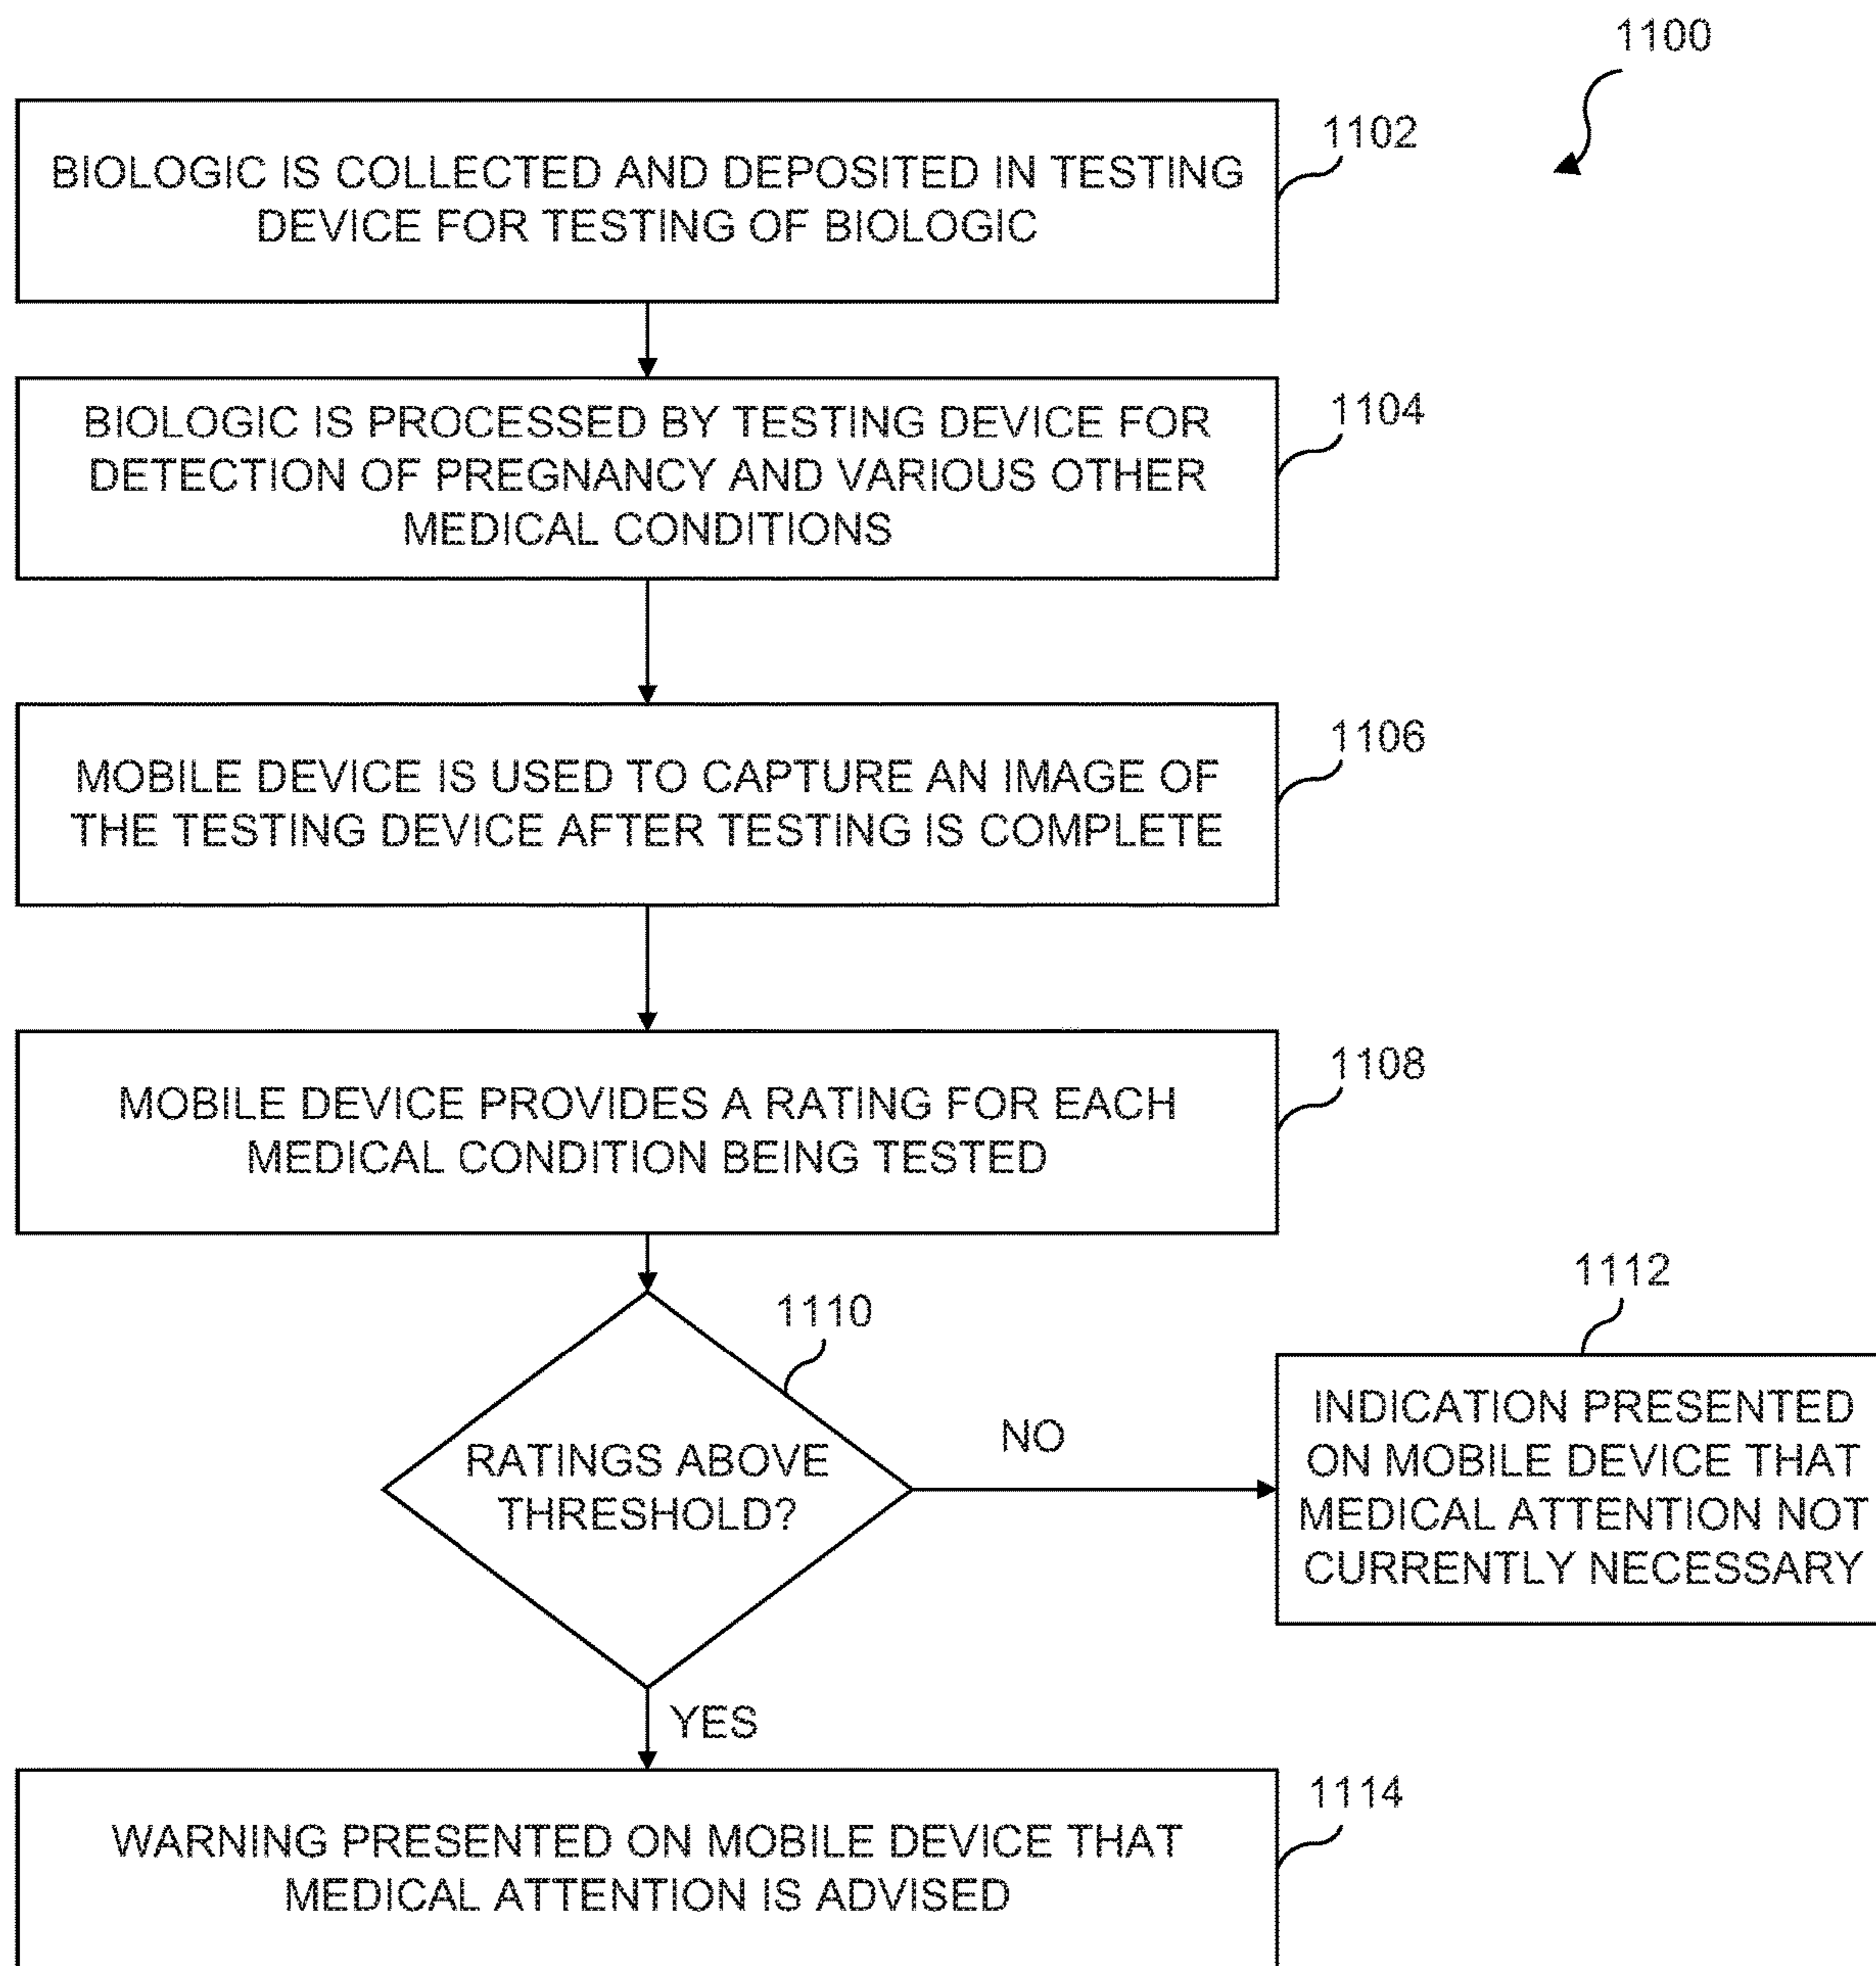 1100
BIOLOGIC IS COLLECTED AND DEPOSITED IN TESTING
DEVICE FOR TESTING OF BIOLOGIC
1102
BIOLOGIC IS PROCESSED BY TESTING DEVICE FOR
DETECTION OF PREGNANCY AND VARIOUS OTHER
MEDICAL CONDITIONS
1104
MOBILE DEVICE IS USED TO CAPTURE AN IMAGE OF
THE TESTING DEVICE AFTER TESTING IS COMPLETE
1106
MOBILE DEVICE PROVIDES A RATING FOR EACH
MEDICAL CONDITION BEING TESTED
1108
RATINGS ABOVE
THRESHOLD?
1110
NO
1112
INDICATION PRESENTED
ON MOBILE DEVICE THAT
MEDICAL ATTENTION NOT
CURRENTLY NECESSARY
YES
WARNING PRESENTED ON MOBILE DEVICE THAT
MEDICAL ATTENTION IS ADVISED
1114